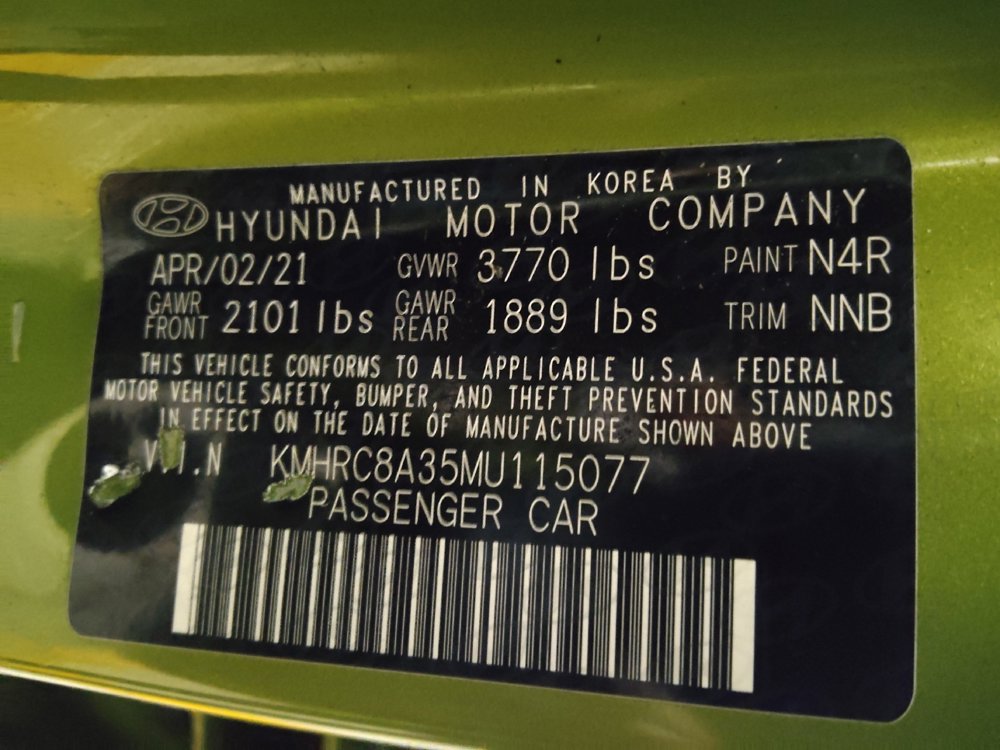 MANUFACTURED IN KOREA BY
HYUNDAI MOTOR COMPANY
APR/02/21 GVWR 3770 lbs PAINT N4R
GAWR FRONT 2101 lbs GAWR REAR 1889 lbs TRIM NNB
THIS VEHICLE CONFORMS TO ALL APPLICABLE U.S.A. FEDERAL
MOTOR VEHICLE SAFETY, BUMPER, AND THEFT PREVENTION STANDARDS
IN EFFECT ON THE DATE OF MANUFACTURE SHOWN ABOVE
V.I.N KMHRC8A35MU115077
PASSENGER CAR